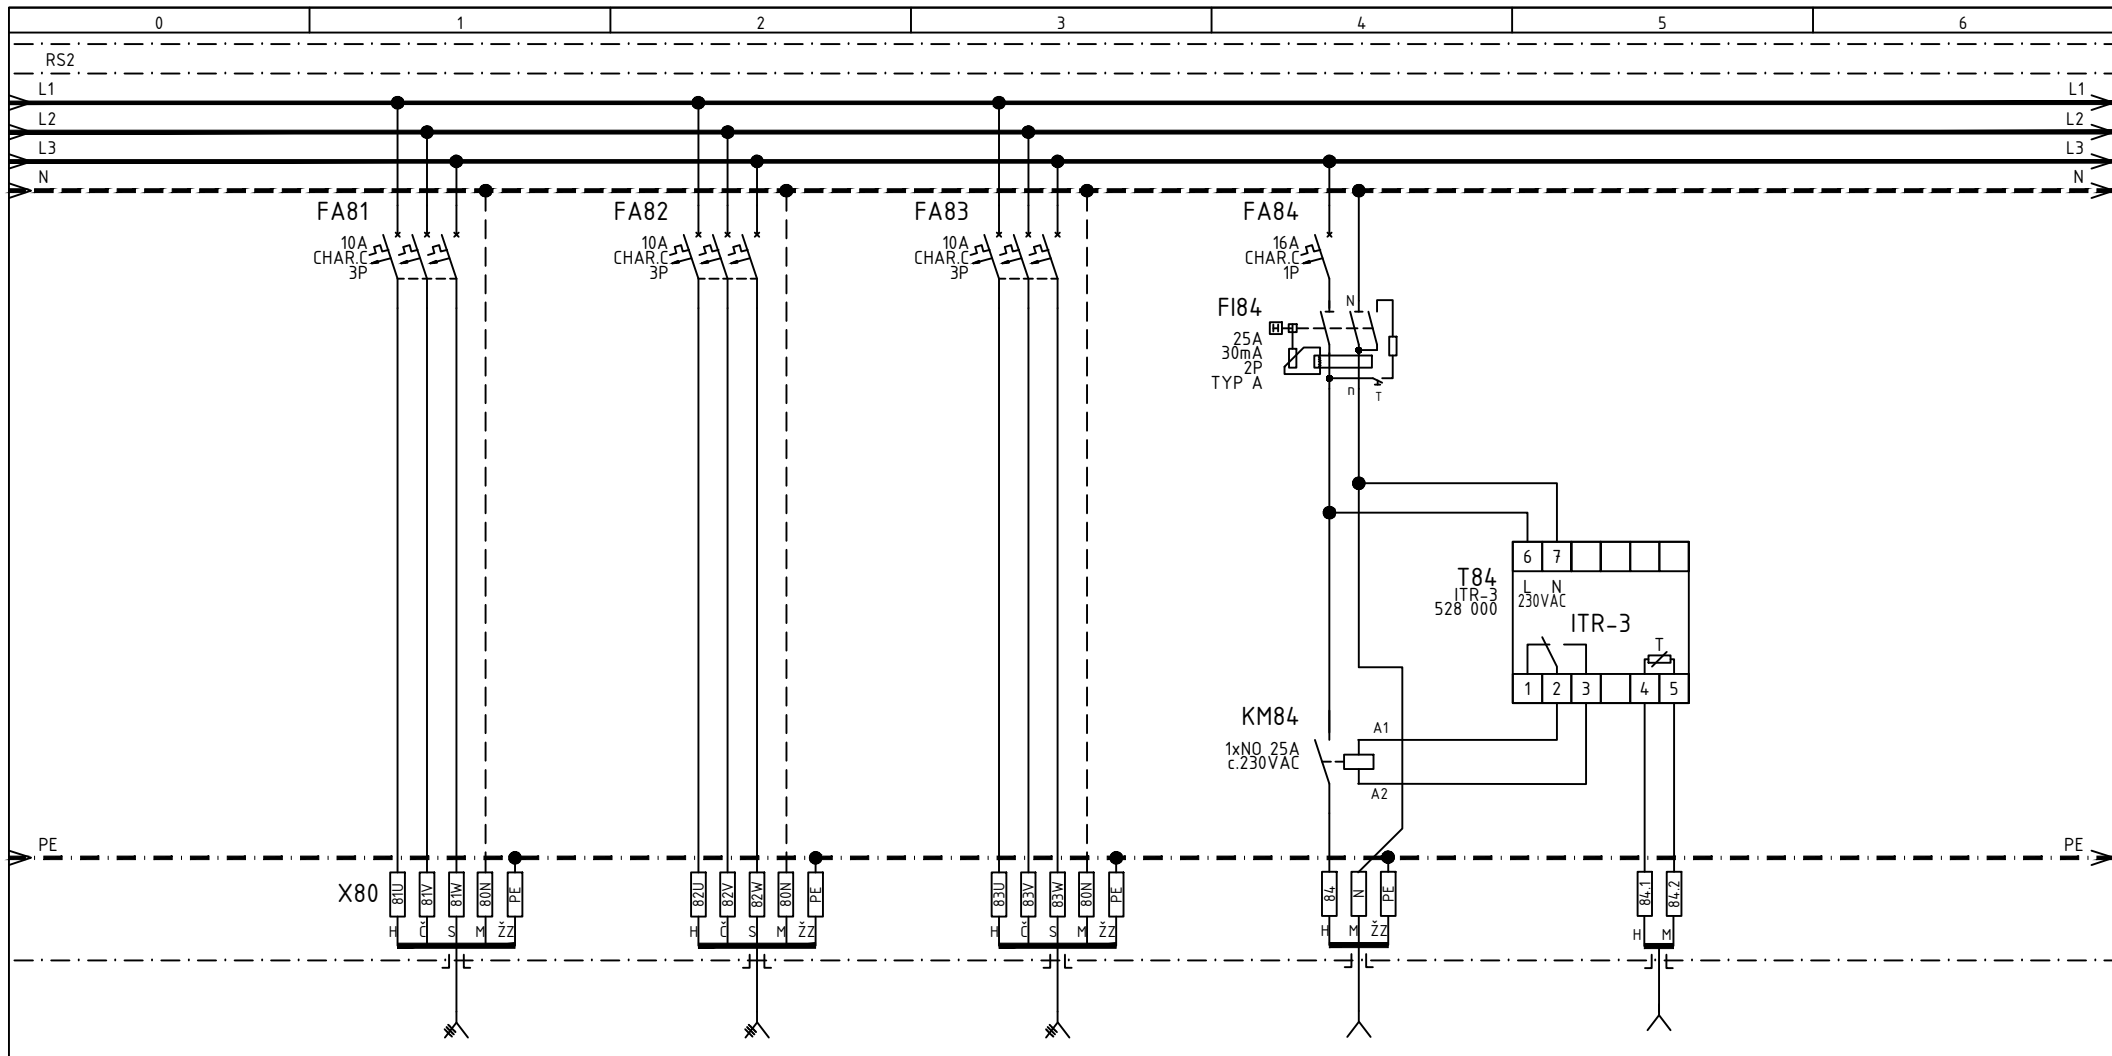 0 1 2 3 4 5 6
RS2
L1 L1
L2 L2
L3 L3
N N
FA81 FA82 FA83 FA84
10A 10A 10A 16A
CHAR.C CHAR.C CHAR.C CHAR.C
3P 3P 3P 1P
FI84 N
25A
30mA
2P
TYP A
n T
6 7
T84 L N
ITR-3 230VAC
528 000
ITR-3
T
1 2 3 4 5
KM84 A1
1xNO 25A
c.230VAC
A2
PE PE
X80 81U 81V 81W 80N PE 82U 82V 82W 80N PE 83U 83V 83W 80N PE 84 N PE 84.1 84.2
H Č S M ŽZ H Č S M ŽZ H Č S M ŽZ H M ŽZ H M